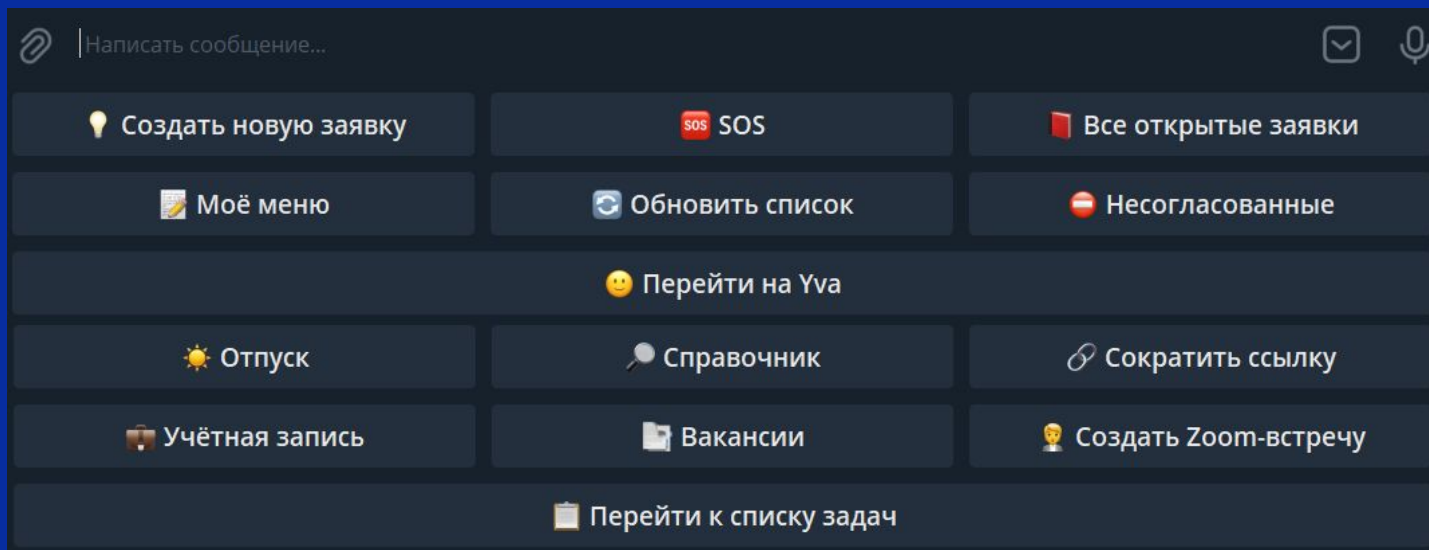 Написать сообщение...
Создать новую заявку
SOS SOS
Все открытые заявки
Моё меню
Обновить список
Несогласованные
Перейти на Yva
Отпуск
Справочник
Сократить ссылку
Учётная запись
Вакансии
Создать Zoom-встречу
Перейти к списку задач